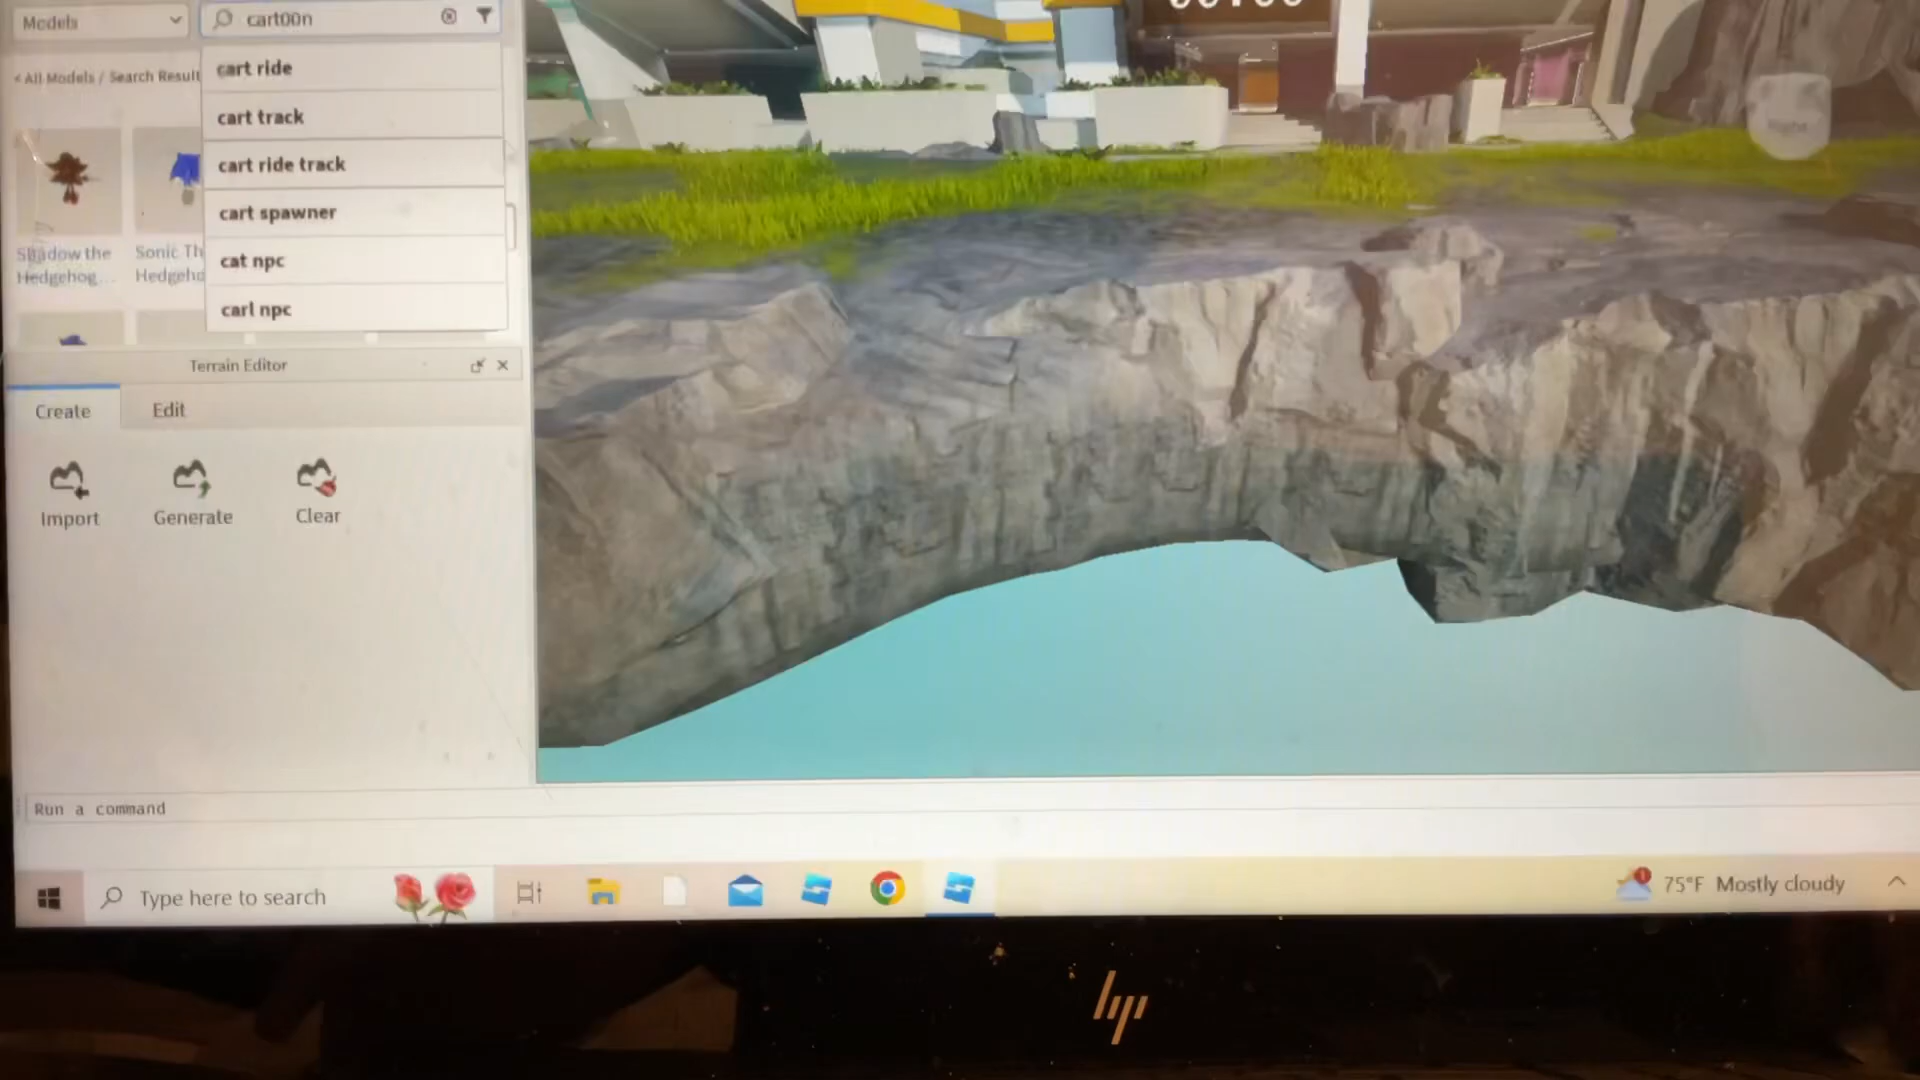 Models
cart00n
cart ride
< All Models / Search Result
cart track
cart ride track
cart spawner
Shadow the
Hedgehog...
Sonic Th
Hedgeho
cat npc
carl npc
Terrain Editor
Create
Edit
Import
Generate
Clear
Run a command
Type here to search
75°F Mostly cloudy
hp